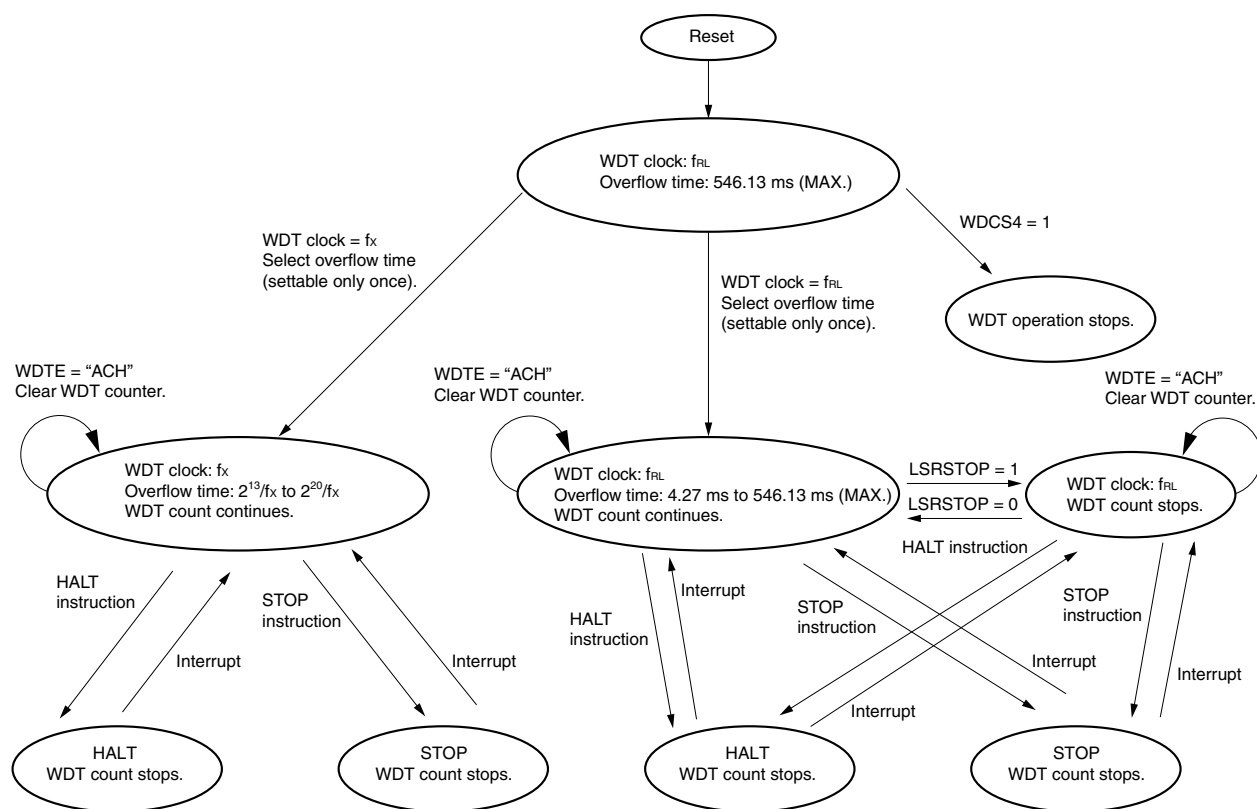 Reset
WDT clock: fRL
Overflow time: 546.13 ms (MAX.)
WDCS4 = 1
WDT clock = fX
Select overflow time
(settable only once).
WDT clock = fRL
Select overflow time
(settable only once).
WDT operation stops.
WDTE = “ACH”
Clear WDT counter.
WDTE = “ACH”
Clear WDT counter.
WDTE = “ACH”
Clear WDT counter.
WDT clock: fX
Overflow time: 2¹³/fX to 2²⁰/fX
WDT count continues.
WDT clock: fRL
Overflow time: 4.27 ms to 546.13 ms (MAX.)
WDT count continues.
LSRSTOP = 1
LSRSTOP = 0
WDT clock: fRL
WDT count stops.
HALT instruction
HALT
instruction
STOP
instruction
Interrupt
Interrupt
HALT
instruction
Interrupt
STOP
instruction
Interrupt
Interrupt
STOP
instruction
Interrupt
HALT
WDT count stops.
STOP
WDT count stops.
HALT
WDT count stops.
STOP
WDT count stops.